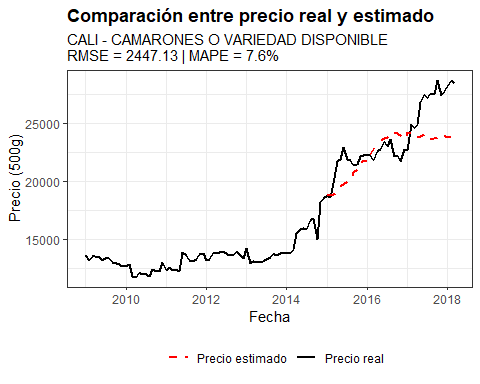 Comparación entre precio real y estimado
CALI - CAMARONES O VARIEDAD DISPONIBLE
RMSE = 2447.13 | MAPE = 7.6%
Precio (500g)
25000
20000
15000
2010
2012
2014
2016
2018
Fecha
Precio estimado
Precio real